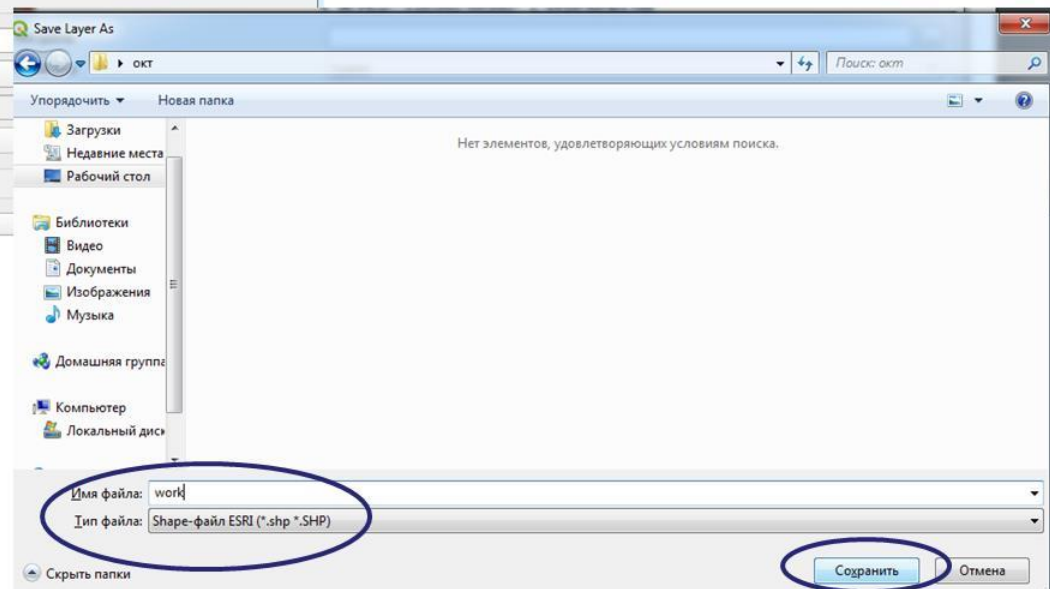 Save Layer As
окт
Поиск: окт
Упорядочить
Новая папка
Загрузки
Недавние места
Рабочий стол
Нет элементов, удовлетворяющих условиям поиска.
Библиотеки
Видео
Документы
Изображения
Музыка
Домашняя группа
Компьютер
Локальный диск
Имя файла: work
Тип файла: Shape-файл ESRI (*.shp *.SHP)
Скрыть папки
Сохранить
Отмена